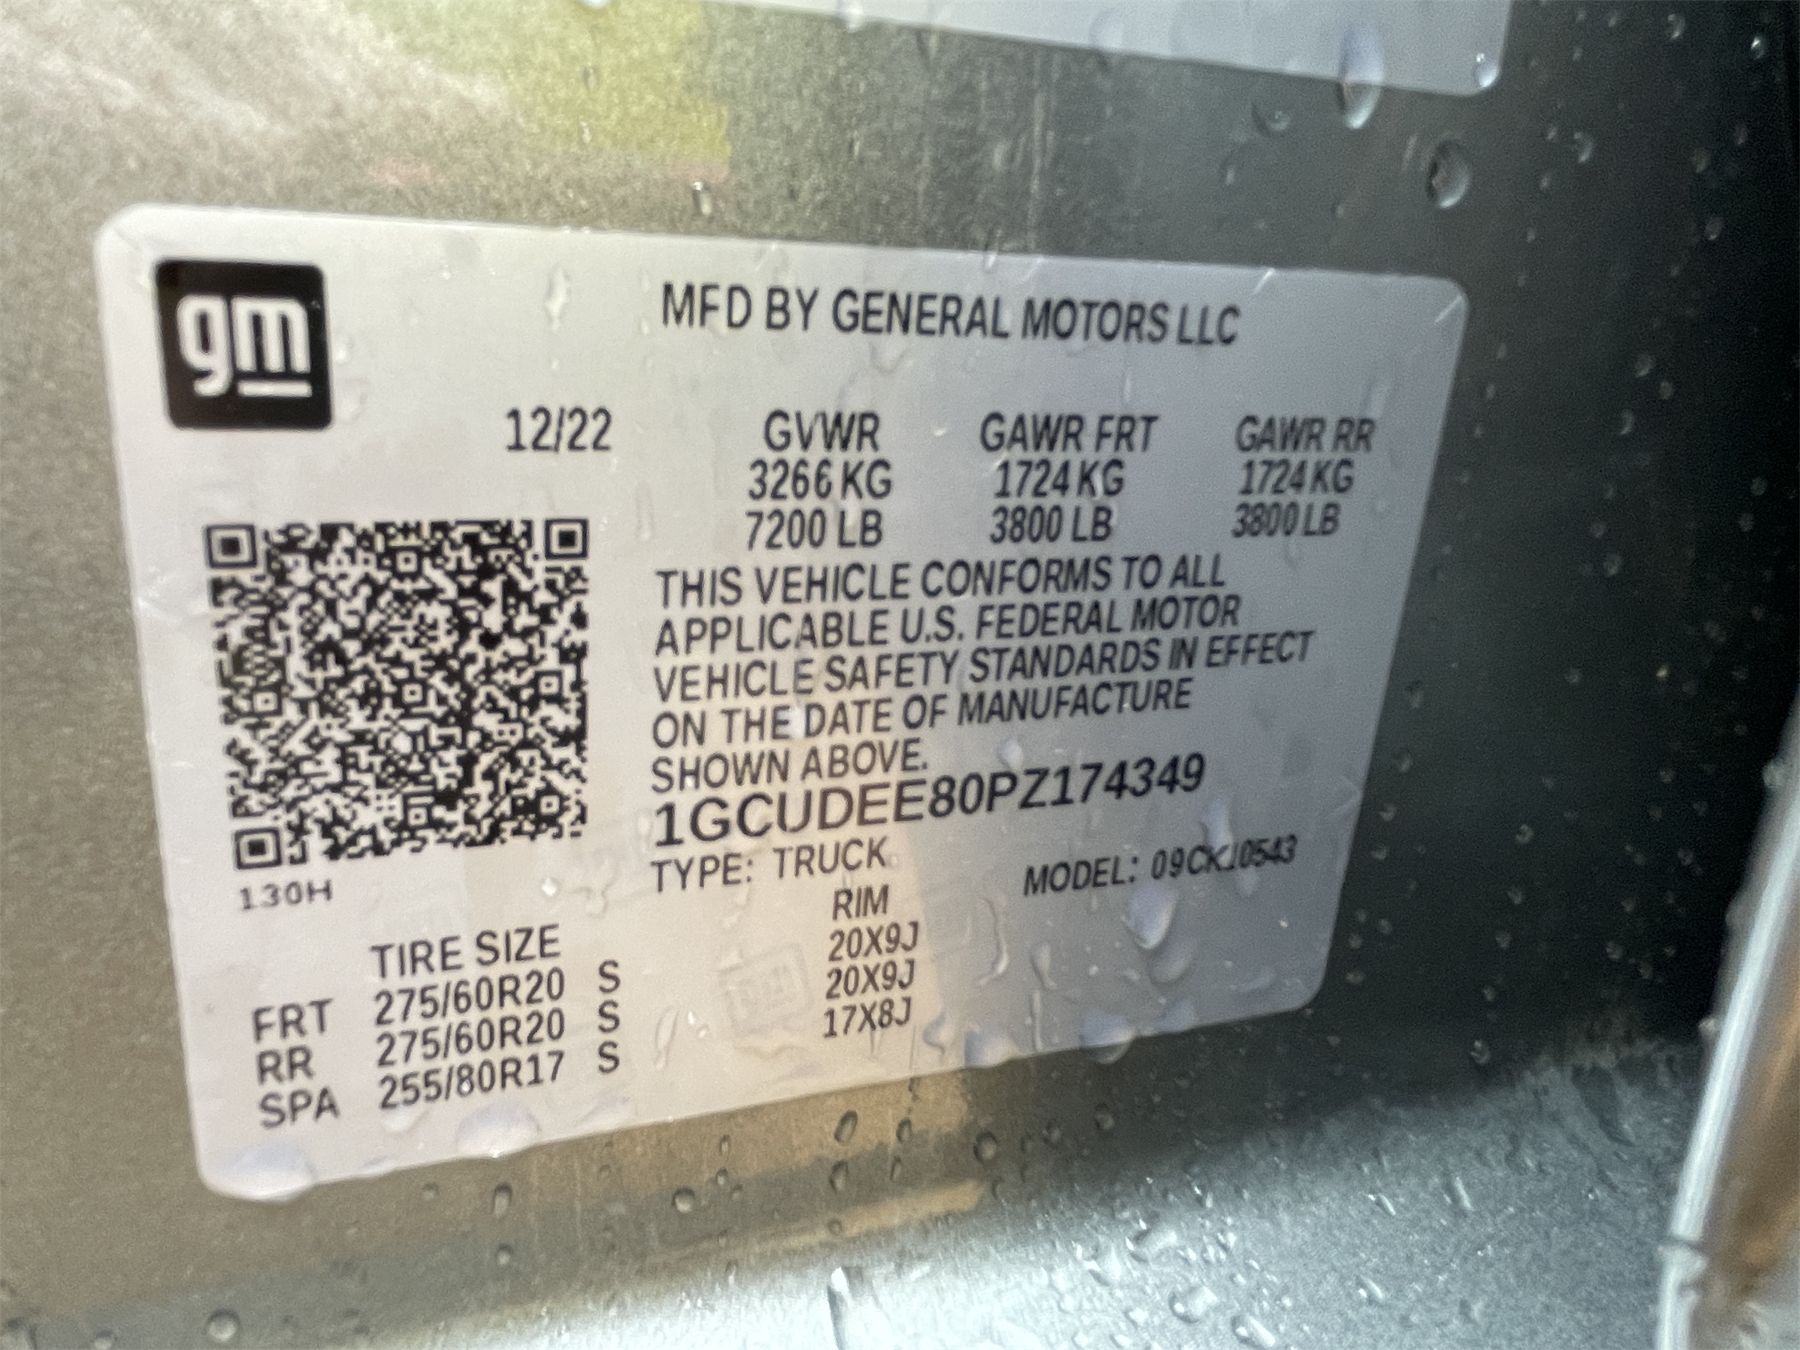 gm
MFD BY GENERAL MOTORS LLC
12/22 GVWR GAWR FRT GAWR RR
3266 KG 1724 KG 1724 KG
7200 LB 3800 LB 3800 LB
THIS VEHICLE CONFORMS TO ALL
APPLICABLE U.S. FEDERAL MOTOR
VEHICLE SAFETY STANDARDS IN EFFECT
ON THE DATE OF MANUFACTURE
SHOWN ABOVE.
1GCUDEE80PZ174349
TYPE: TRUCK MODEL: 09CK10543
130H
TIRE SIZE RIM
FRT 275/60R20 S 20X9J
RR 275/60R20 S 20X9J
SPA 255/80R17 S 17X8J